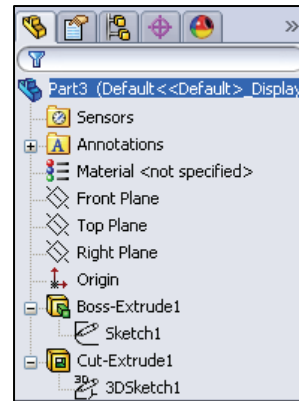 »
Part3 (Default<<Default>_Display
Sensors
A Annotations
Material <not specified>
Front Plane
Top Plane
Right Plane
Origin
Boss-Extrude1
Sketch1
Cut-Extrude1
3D 3DSketch1